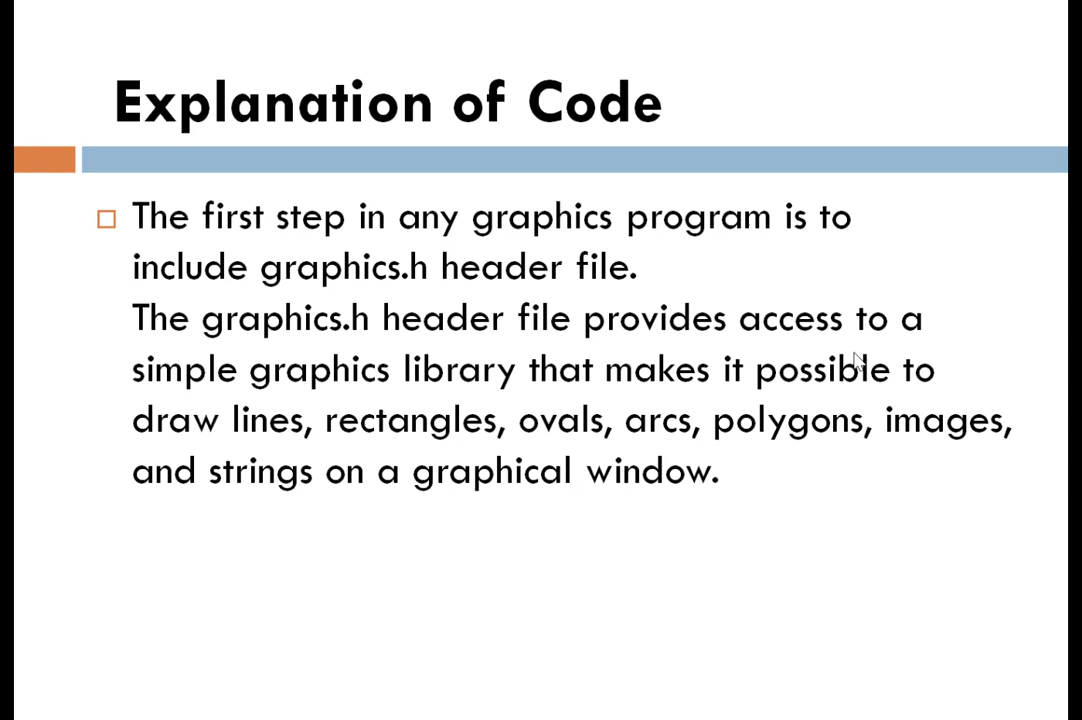 Explanation of Code
The first step in any graphics program is to
include graphics.h header file.
The graphics.h header file provides access to a
simple graphics library that makes it possible to
draw lines, rectangles, ovals, arcs, polygons, images,
and strings on a graphical window.